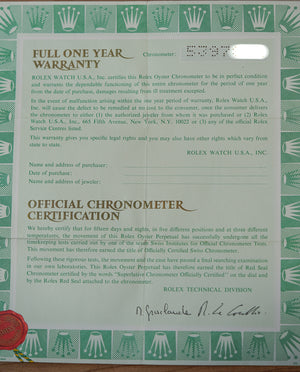 FULL ONE YEAR
WARRANTY
Chronometer:
ROLEX WATCH U.S.A., Inc. certifies this Rolex Oyster Chronometer to be in perfect condition
and warrants the dependable functioning of this entire chronometer for the period of one year
from the date of purchase, damages resulting from ill treatment excepted.
In the event of malfunction arising within the one year period of warranty, Rolex Watch U.S.A.,
Inc. will cause the defect to be remedied at no cost to the consumer, once the consumer delivers
the chronometer to either (1) the authorized jeweler from whom it was purchased or (2) Rolex
Watch U.S.A., Inc., 665 Fifth Avenue, New York, N.Y. 10022 or (3) any of the official Rolex
Service Centres listed.
This warranty gives you specific legal rights and you may also have other rights which vary from
state to state.
ROLEX WATCH U.S.A., INC.
Name and address of purchaser:
Date of purchase:
Name and address of jeweler:
OFFICIAL CHRONOMETER
CERTIFICATION
We hereby certify that for fifteen days and nights, in five different positions and at three different
temperatures, the movement of this Rolex Oyster Perpetual has successfully undergone all the
timekeeping tests carried out by one of the seven Swiss Institutes for Official Chronometer Tests.
This movement has therefore earned the title of Officially Certified Swiss Chronometer.
Following these rigorous tests, the movement and the case have passed a final searching examination
in our own laboratories. This Rolex Oyster Perpetual has therefore earned the title of Red Seal
Chronometer certified by the words "Superlative Chronometer Officially Certified" on the dial and
by the Rolex Red Seal attached to the chronometer.
ROLEX TECHNICAL DIVISION